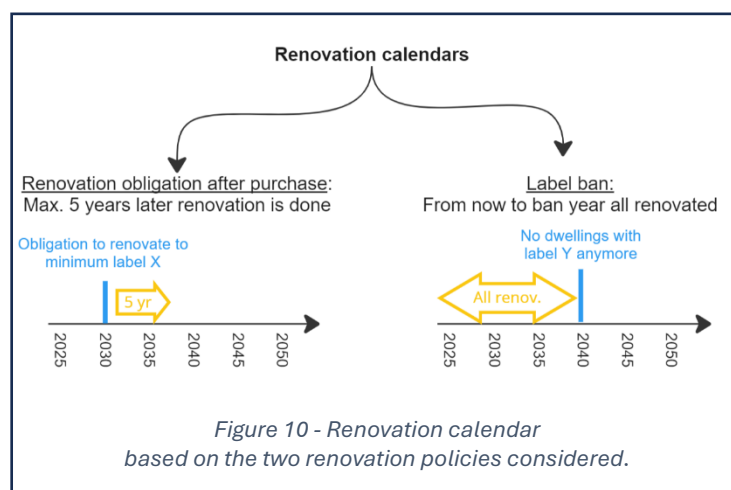 Renovation calendars
Renovation obligation after purchase:
Max. 5 years later renovation is done
Obligation to renovate to
minimum label X
5 yr
2025
2030
2035
2040
2045
2050
Label ban:
From now to ban year all renovated
No dwellings with
label Y anymore
All renov.
2025
2030
2035
2040
2045
2050
Figure 10 - Renovation calendar
based on the two renovation policies considered.